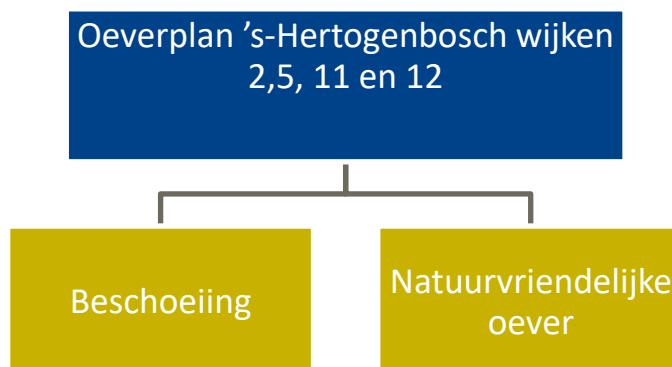 Oeverplan ’s-Hertogenbosch wijken
2,5, 11 en 12
Beschoeiing
Natuurvriendelijke
oever